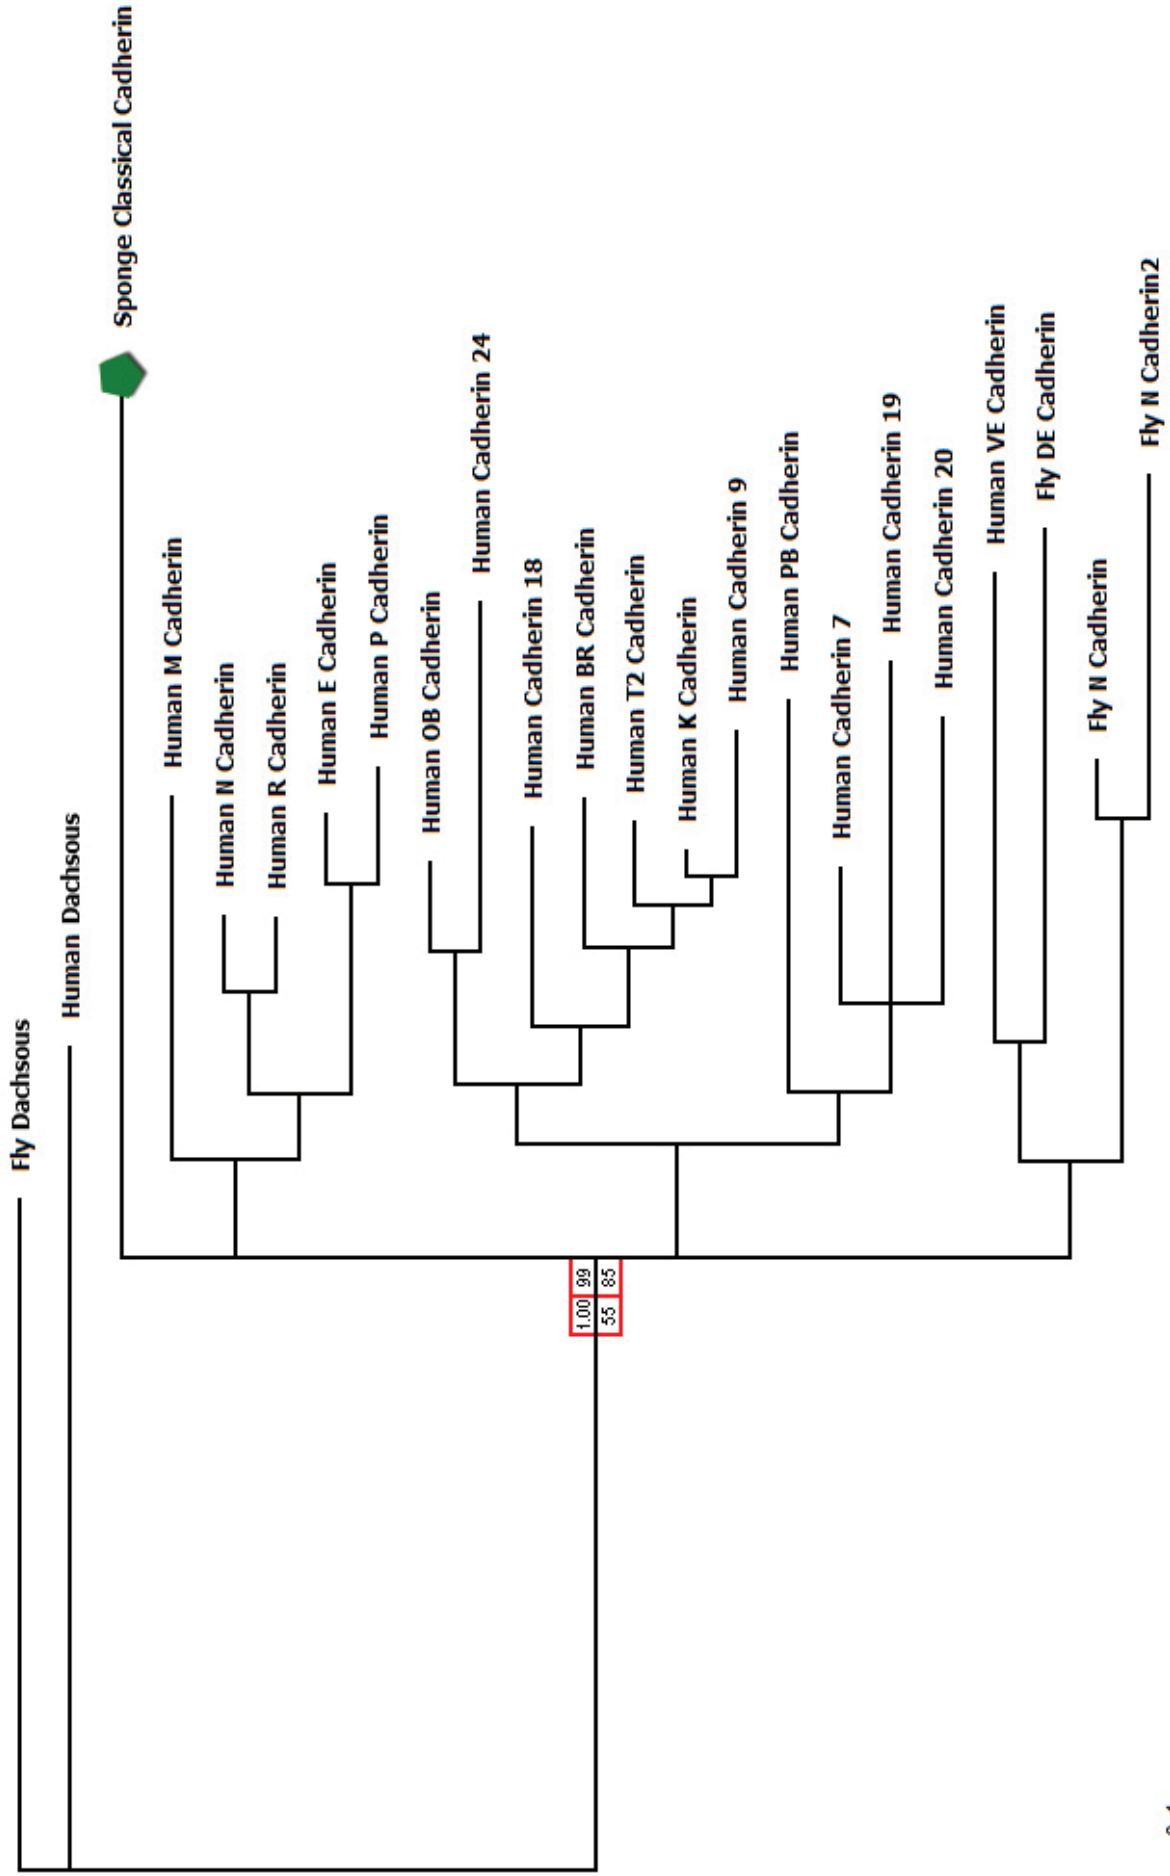 Fly Dachsous
Human Dachsous
Sponge Classical Cadherin
Human M Cadherin
Human N Cadherin
Human R Cadherin
Human E Cadherin
Human P Cadherin
Human OB Cadherin
Human Cadherin 24
Human Cadherin 18
Human BR Cadherin
Human T2 Cadherin
Human K Cadherin
Human Cadherin 9
1.00 99
55 85
Human PB Cadherin
Human Cadherin 7
Human Cadherin 19
Human Cadherin 20
Human VE Cadherin
Fly DE Cadherin
Fly N Cadherin
Fly N Cadherin2